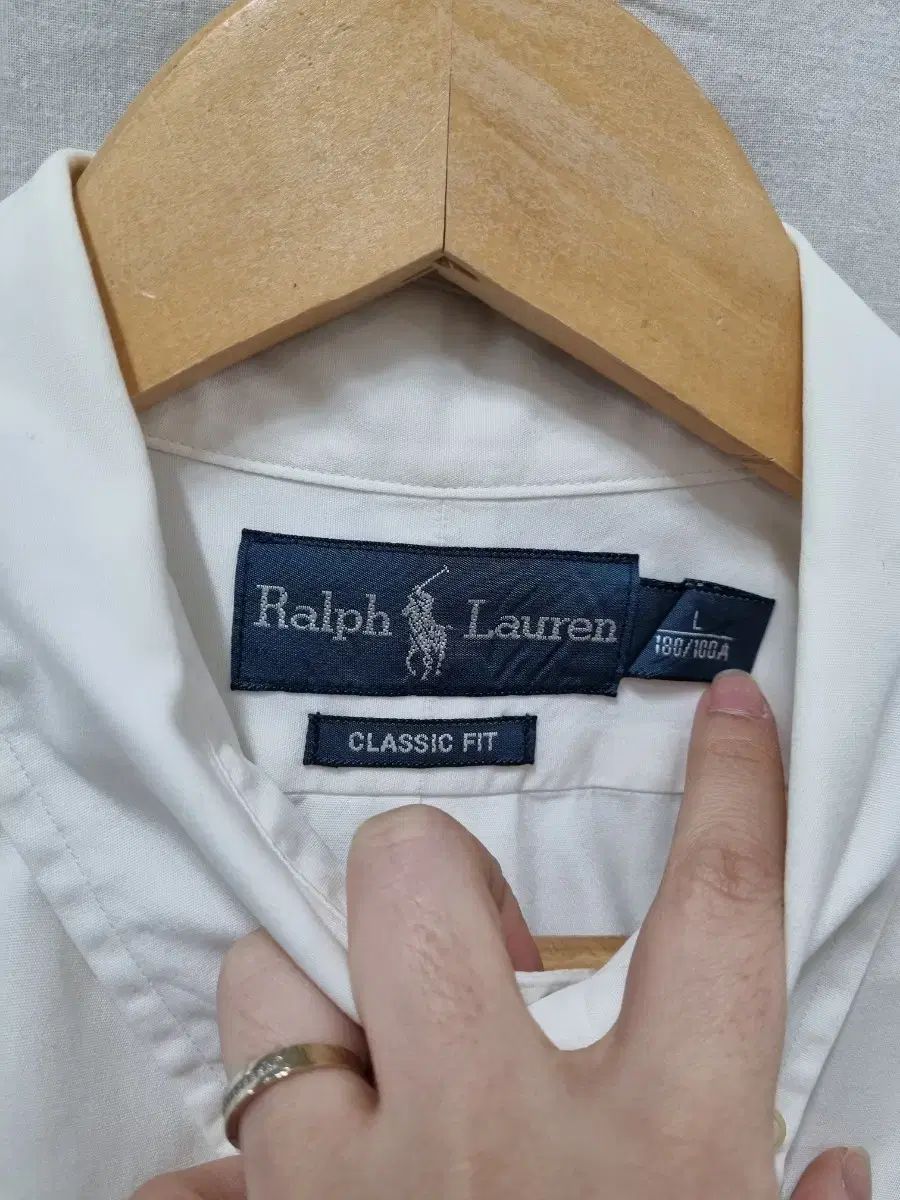 Ralph Lauren
L
180/100A
CLASSIC FIT